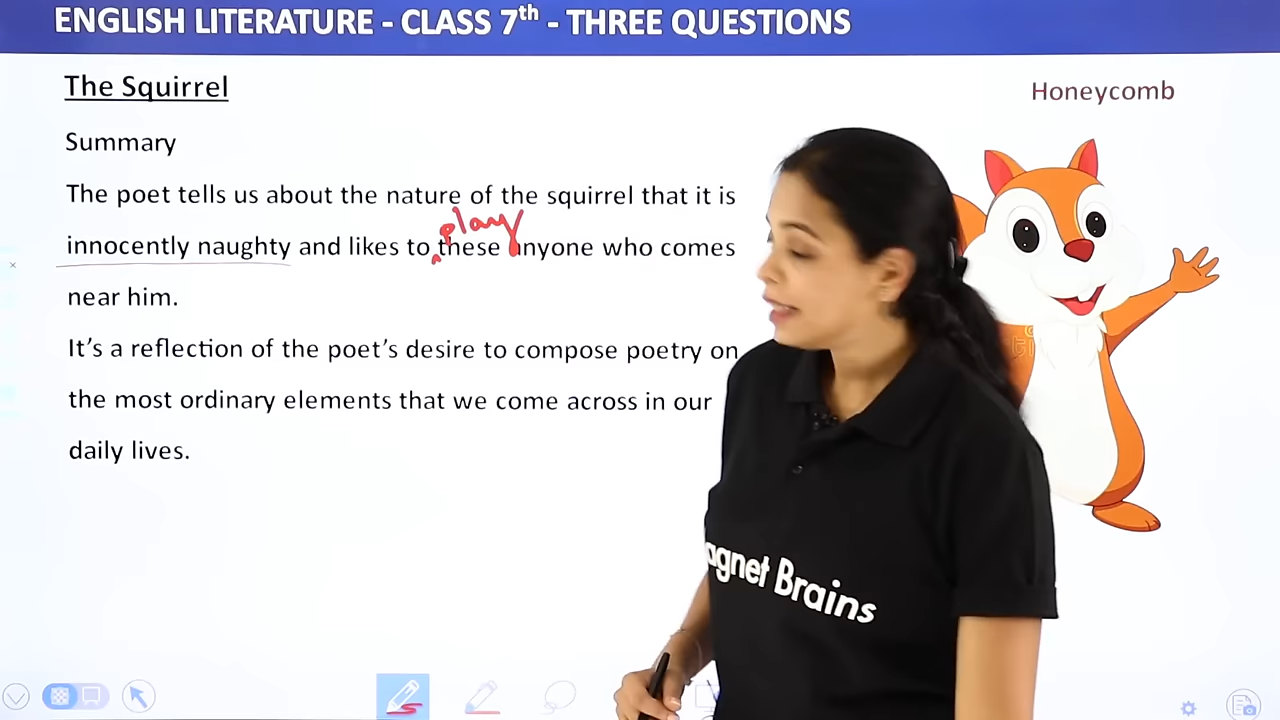 ENGLISH LITERATURE - CLASS 7th - THREE QUESTIONS
The Squirrel
Honeycomb
Summary
The poet tells us about the nature of the squirrel that it is
play
innocently naughty and likes to these anyone who comes
near him.
It's a reflection of the poet's desire to compose poetry on
the most ordinary elements that we come across in our
daily lives.
agnet Brains